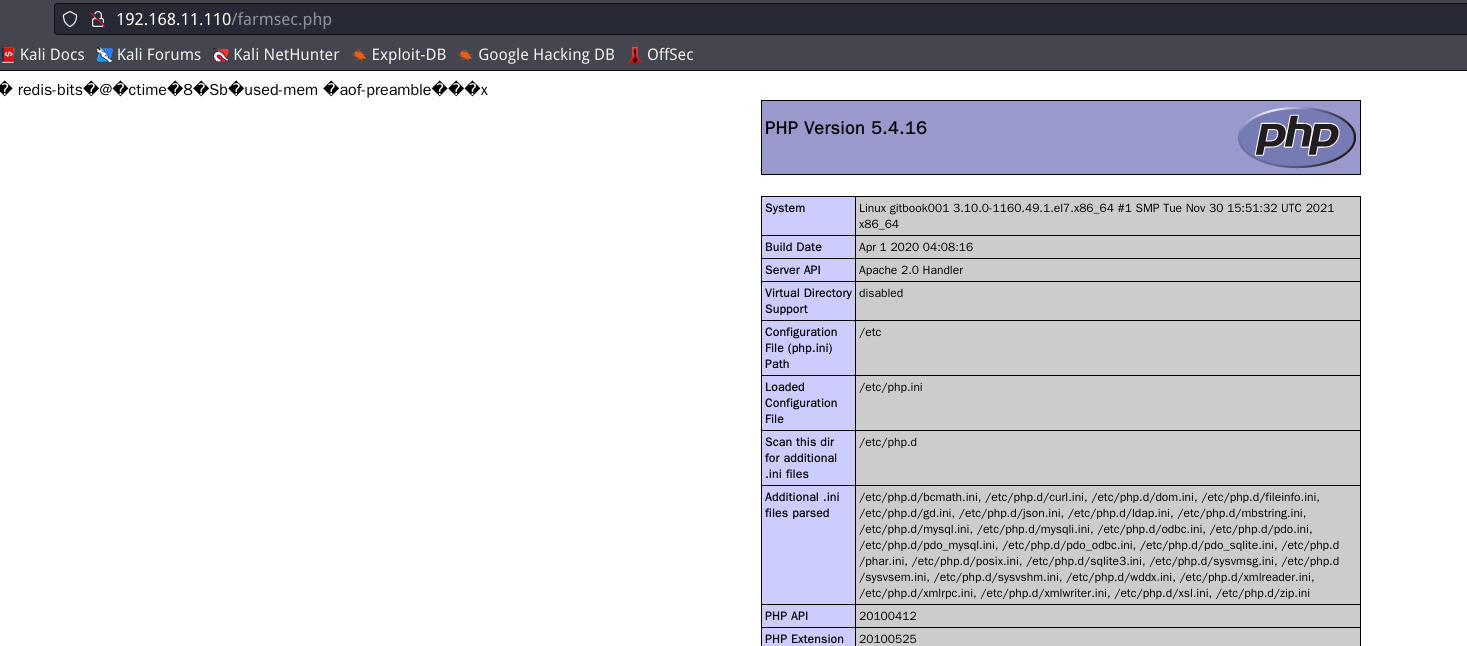 192.168.11.110/farmsec.php
Kali Docs Kali Forums Kali NetHunter Exploit-DB Google Hacking DB OffSec
� redis-bits�@�ctime�8�Sb�used-mem �aof-preamble���x
PHP Version 5.4.16
php
System Linux gitbook001 3.10.0-1160.49.1.el7.x86_64 #1 SMP Tue Nov 30 15:51:32 UTC 2021
x86_64
Build Date Apr 1 2020 04:08:16
Server API Apache 2.0 Handler
Virtual Directory disabled
Support
Configuration /etc
File (php.ini)
Path
Loaded /etc/php.ini
Configuration
File
Scan this dir /etc/php.d
for additional
.ini files
Additional .ini /etc/php.d/bcmath.ini, /etc/php.d/curl.ini, /etc/php.d/dom.ini, /etc/php.d/fileinfo.ini,
files parsed /etc/php.d/gd.ini, /etc/php.d/json.ini, /etc/php.d/ldap.ini, /etc/php.d/mbstring.ini,
/etc/php.d/mysql.ini, /etc/php.d/mysqli.ini, /etc/php.d/odbc.ini, /etc/php.d/pdo.ini,
/etc/php.d/pdo_mysql.ini, /etc/php.d/pdo_odbc.ini, /etc/php.d/pdo_sqlite.ini, /etc/php.d
/phar.ini, /etc/php.d/posix.ini, /etc/php.d/sqlite3.ini, /etc/php.d/sysvmsg.ini, /etc/php.d
/sysvsem.ini, /etc/php.d/sysvshm.ini, /etc/php.d/wddx.ini, /etc/php.d/xmlreader.ini,
/etc/php.d/xmlrpc.ini, /etc/php.d/xmlwriter.ini, /etc/php.d/xsl.ini, /etc/php.d/zip.ini
PHP API 20100412
PHP Extension 20100525